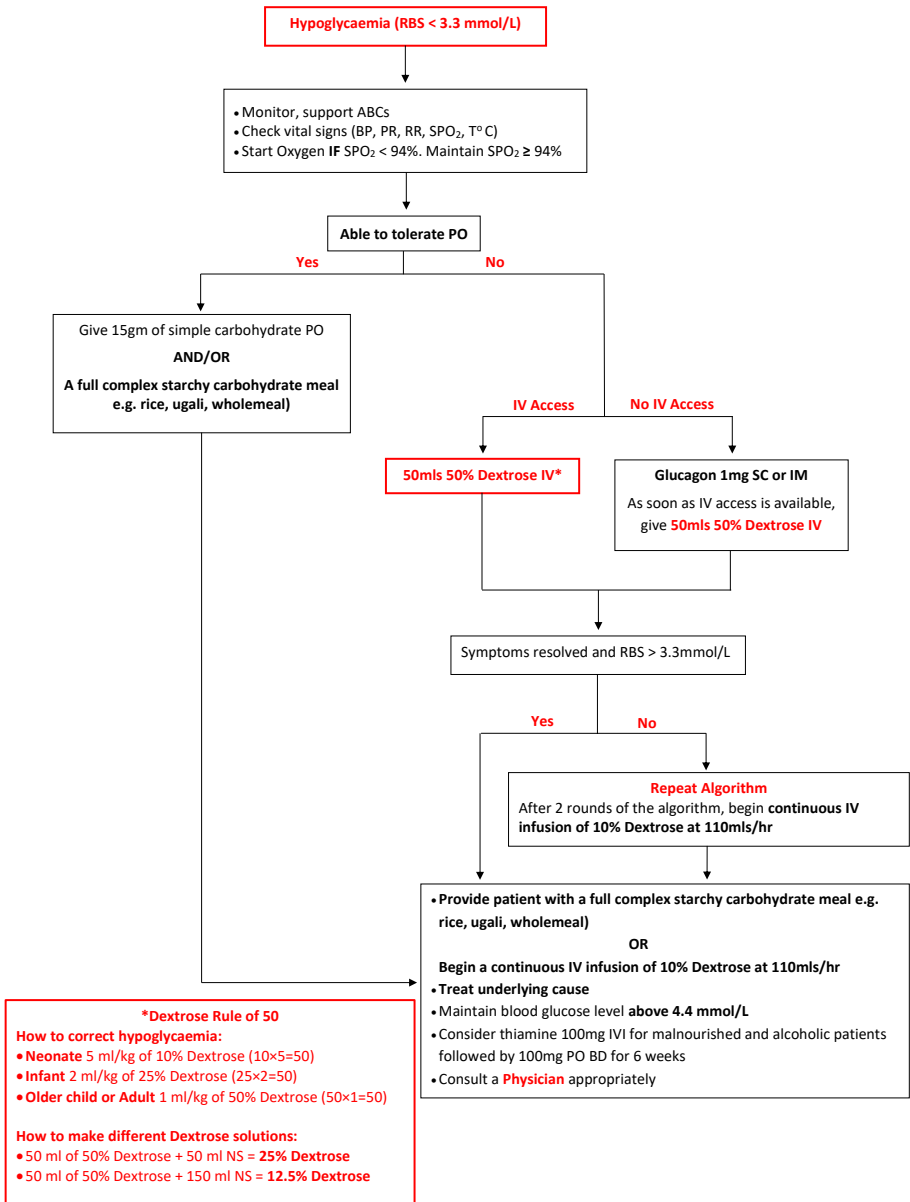 Hypoglycaemia (RBS < 3.3 mmol/L)
• Monitor, support ABCs
• Check vital signs (BP, PR, RR, SPO₂, T° C)
• Start Oxygen IF SPO₂ < 94%. Maintain SPO₂ ≥ 94%
Able to tolerate PO
Yes
No
Give 15gm of simple carbohydrate PO
AND/OR
A full complex starchy carbohydrate meal
e.g. rice, ugali, wholemeal)
IV Access
No IV Access
50mls 50% Dextrose IV*
Glucagon 1mg SC or IM
As soon as IV access is available,
give 50mls 50% Dextrose IV
Symptoms resolved and RBS > 3.3mmol/L
Yes
No
Repeat Algorithm
After 2 rounds of the algorithm, begin continuous IV
infusion of 10% Dextrose at 110mls/hr
• Provide patient with a full complex starchy carbohydrate meal e.g.
rice, ugali, wholemeal)
OR
Begin a continuous IV infusion of 10% Dextrose at 110mls/hr
• Treat underlying cause
• Maintain blood glucose level above 4.4 mmol/L
• Consider thiamine 100mg IVI for malnourished and alcoholic patients
followed by 100mg PO BD for 6 weeks
• Consult a Physician appropriately
*Dextrose Rule of 50
How to correct hypoglycaemia:
• Neonate 5 ml/kg of 10% Dextrose (10×5=50)
• Infant 2 ml/kg of 25% Dextrose (25×2=50)
• Older child or Adult 1 ml/kg of 50% Dextrose (50×1=50)
How to make different Dextrose solutions:
• 50 ml of 50% Dextrose + 50 ml NS = 25% Dextrose
• 50 ml of 50% Dextrose + 150 ml NS = 12.5% Dextrose